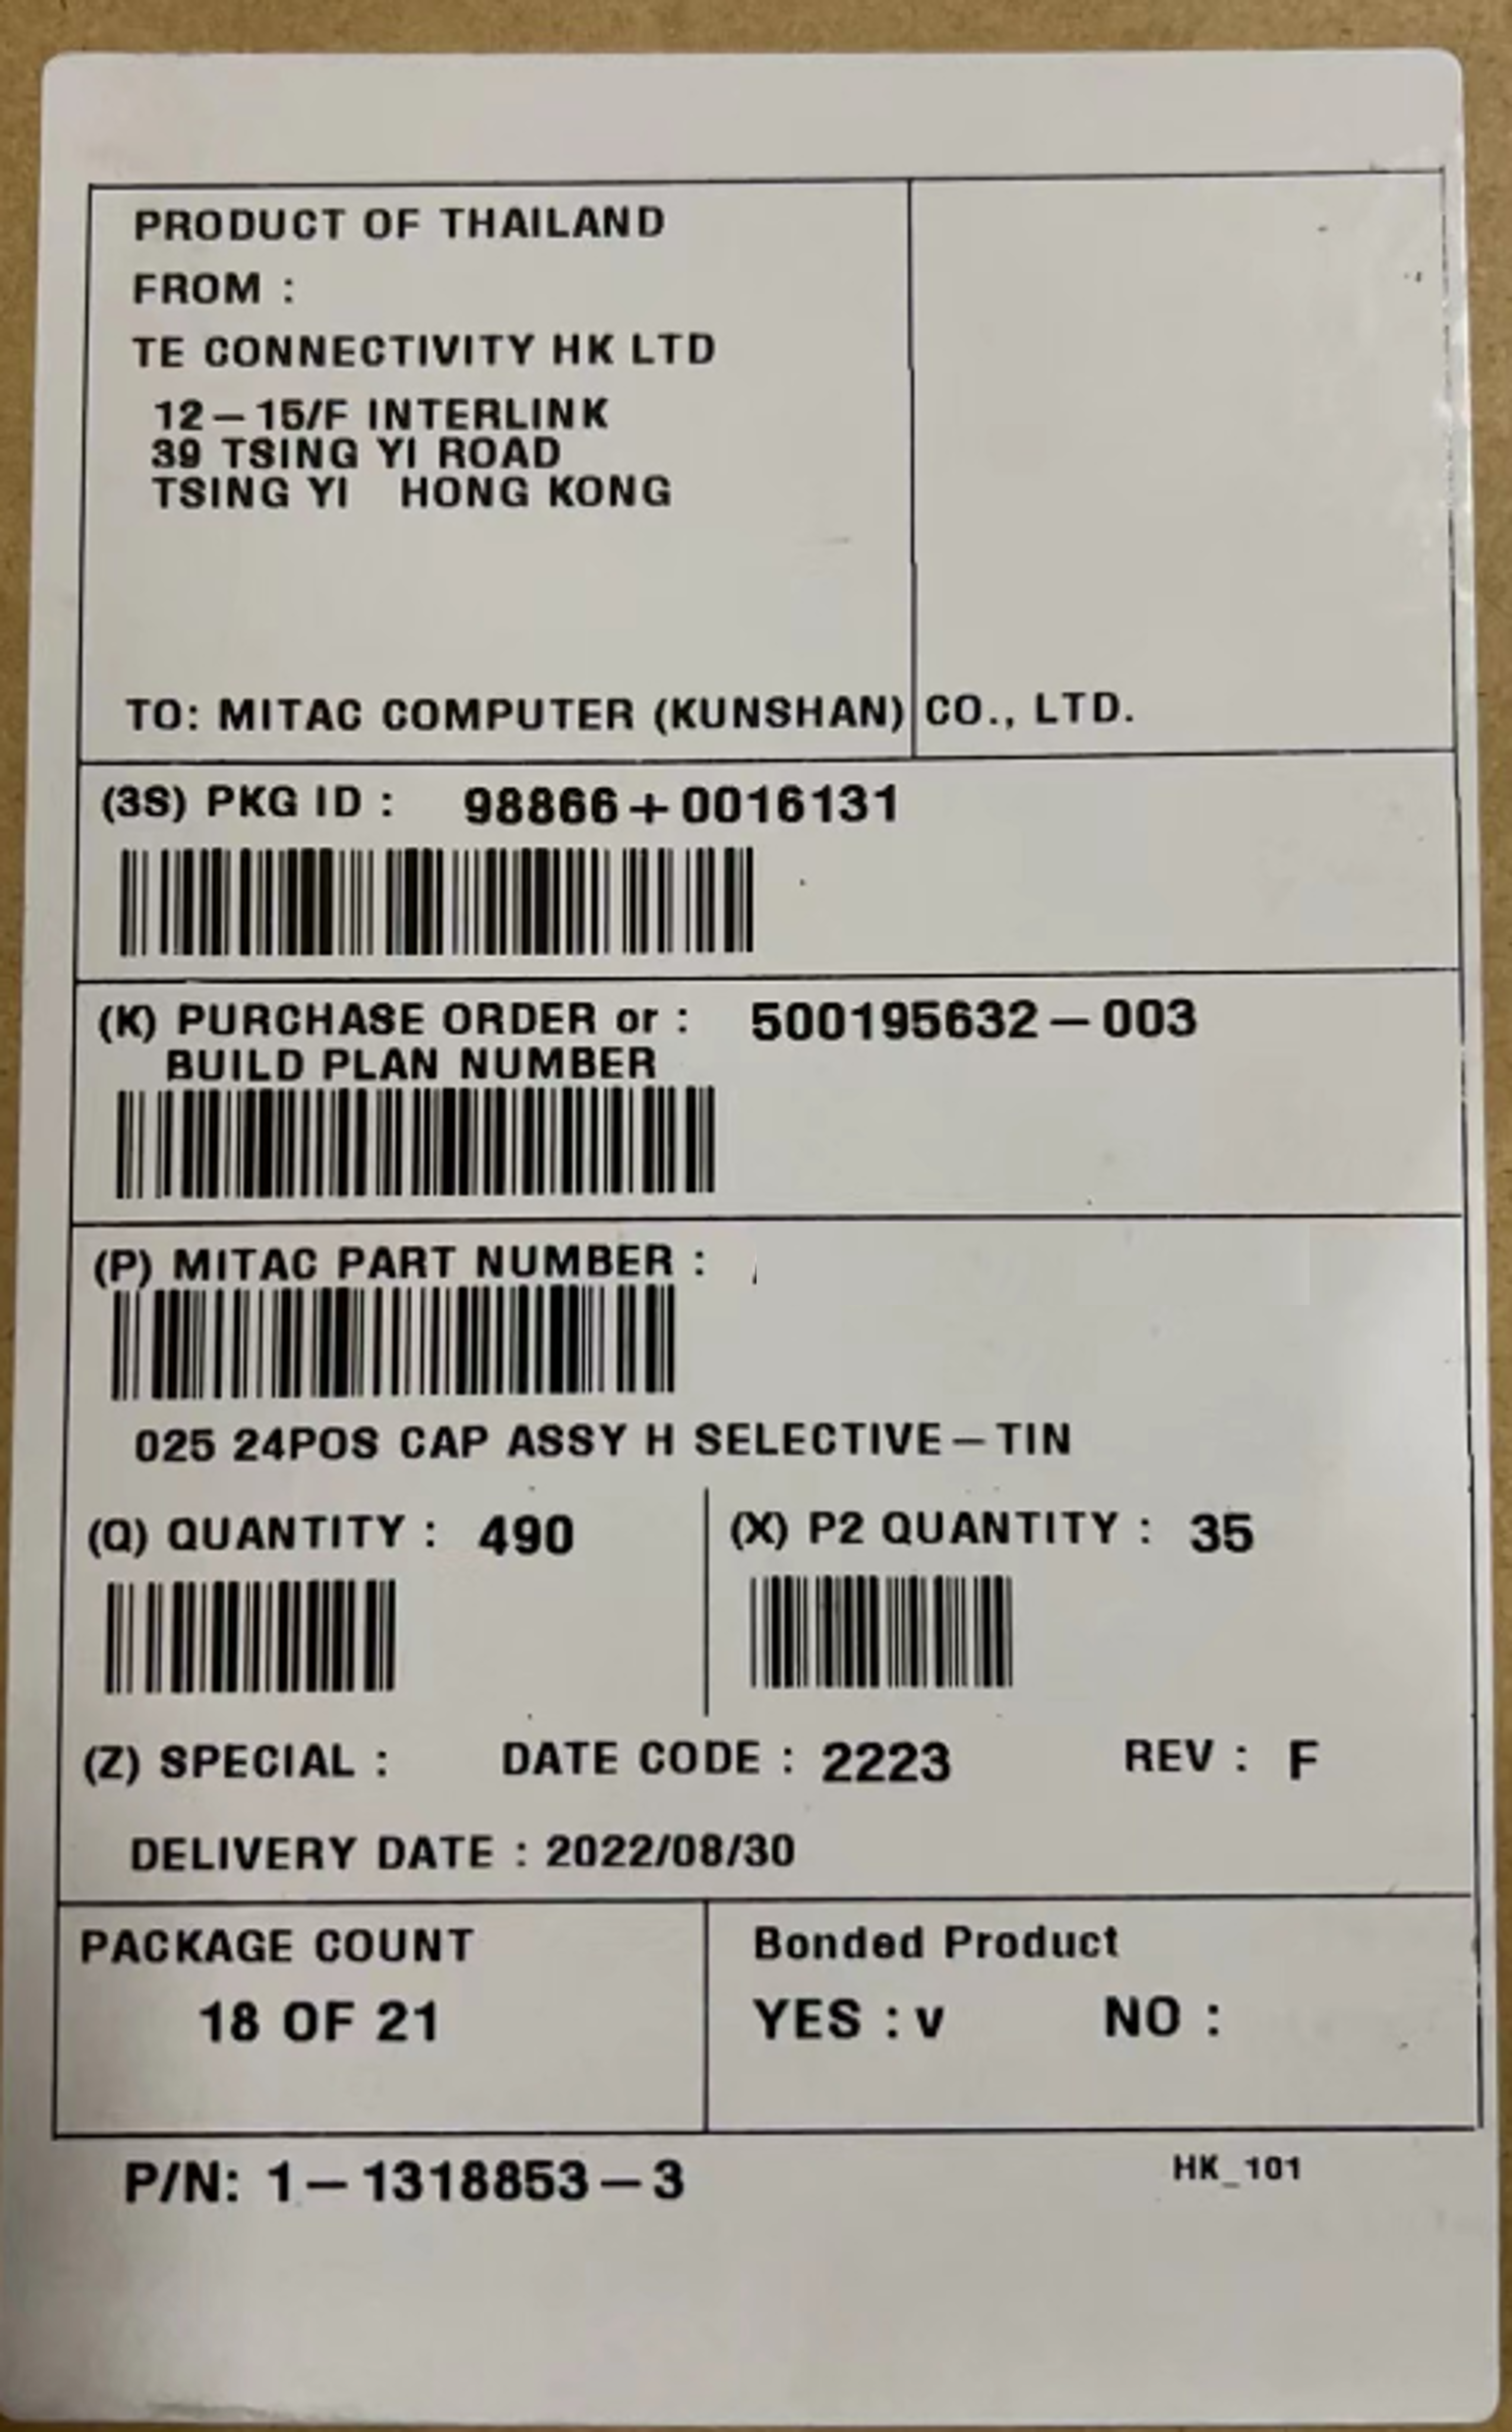 PRODUCT OF THAILAND
FROM :
TE CONNECTIVITY HK LTD
12–15/F INTERLINK
39 TSING YI ROAD
TSING YI HONG KONG
TO: MITAC COMPUTER (KUNSHAN) CO., LTD.
(3S) PKG ID : 98866+0016131
(K) PURCHASE ORDER or : 500195632–003
BUILD PLAN NUMBER
(P) MITAC PART NUMBER :
025 24POS CAP ASSY H SELECTIVE–TIN
(Q) QUANTITY : 490
(X) P2 QUANTITY : 35
(Z) SPECIAL : DATE CODE : 2223 REV : F
DELIVERY DATE : 2022/08/30
PACKAGE COUNT
18 OF 21
Bonded Product
YES : v NO :
P/N: 1–1318853–3
HK_101